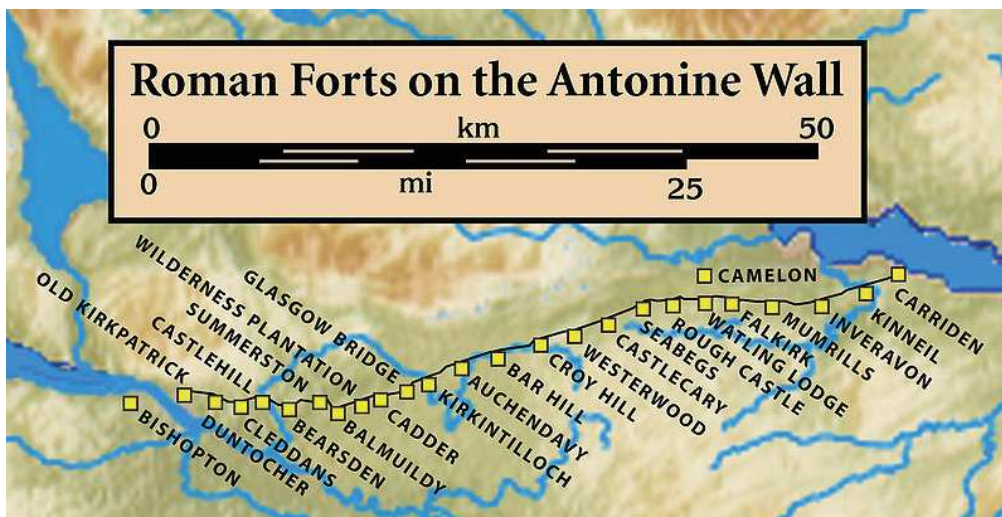 Roman Forts on the Antonine Wall
0 km 50
0 mi 25
OLD KIRKPATRICK
CASTLEHILL
WILDERNESS PLANTATION
SUMMERSTON
GLASGOW BRIDGE
BISHOPTON
DUNTOCHER
CLEDDANS
BEARSDEN
BALMUILDY
CADDER
KIRKINTILLOCH
AUCHENDAVY
BAR HILL
CROY HILL
WESTERWOOD
CASTLECARY
SEABEGS
ROUGH CASTLE
WATLING LODGE
CAMELON
FALKIRK
MUMRILLS
INVERAVON
KINNEIL
CARRIDEN